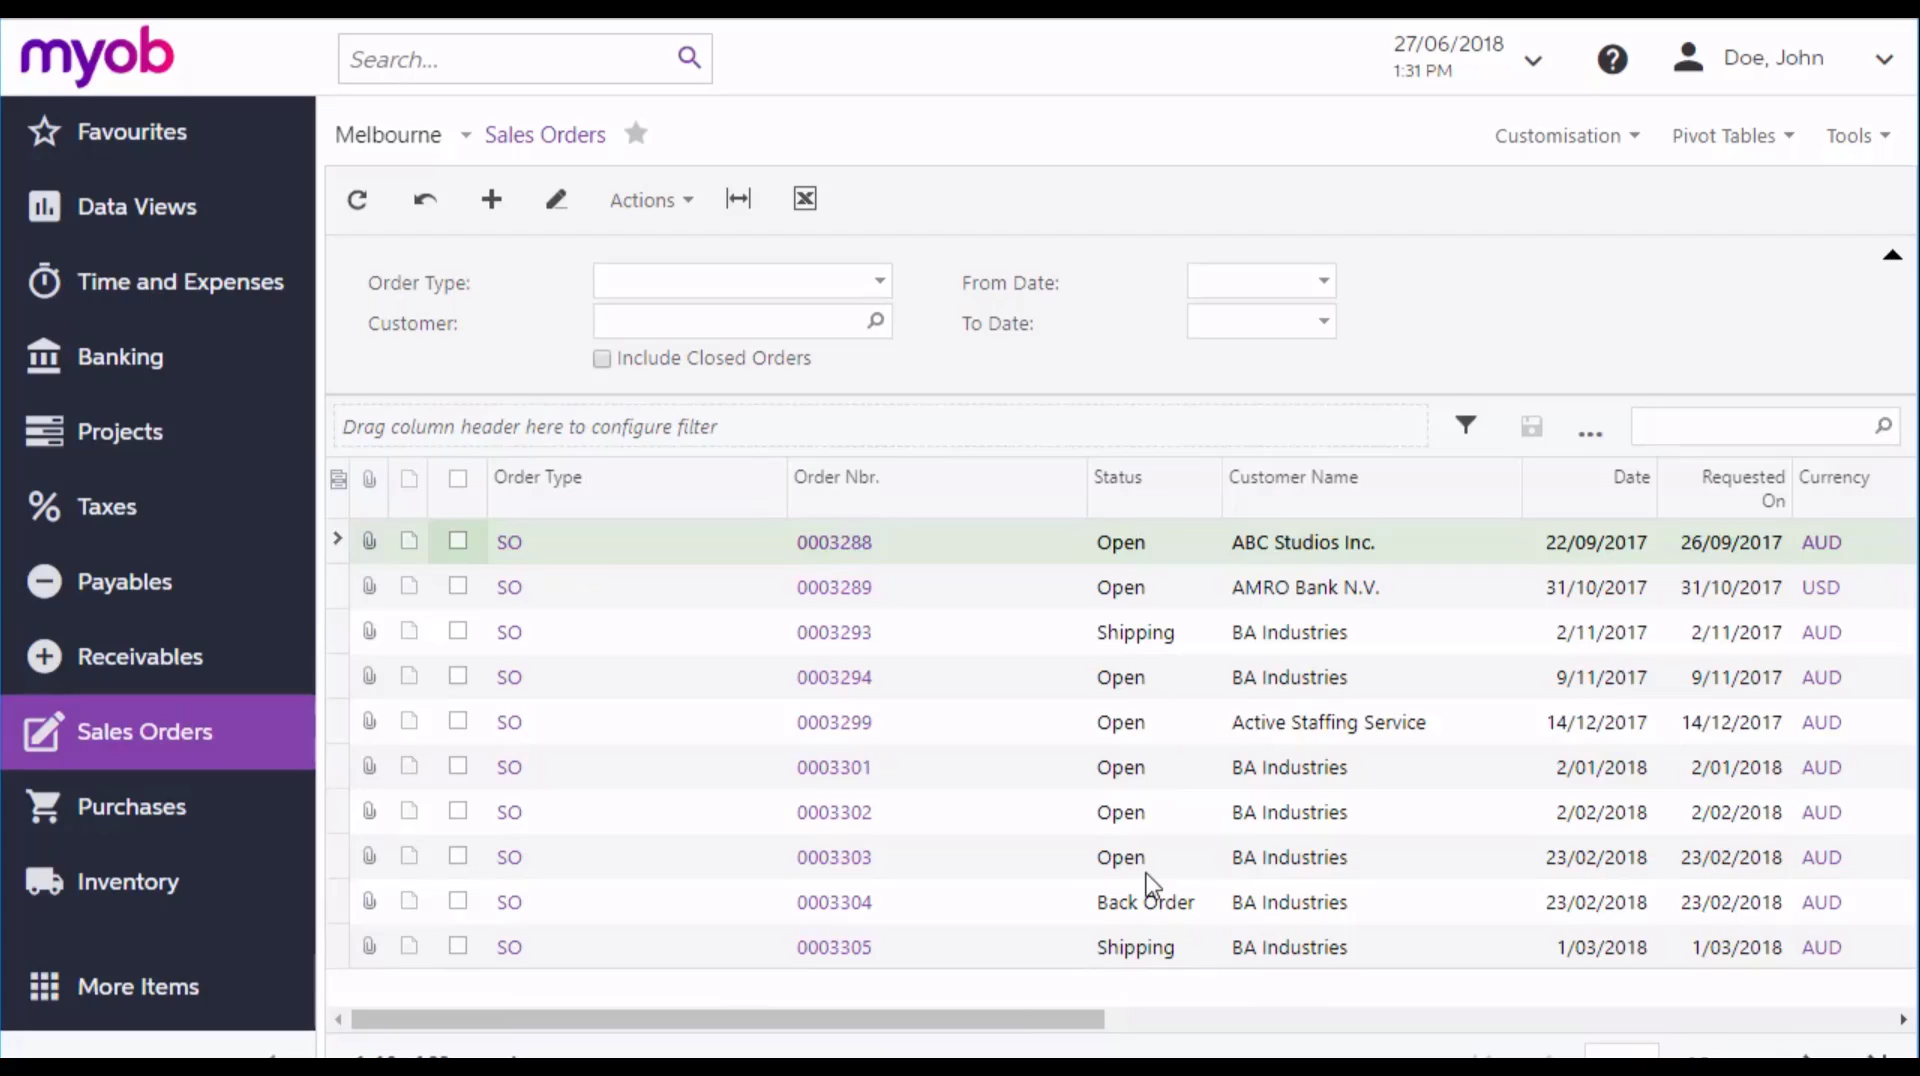 myob
Search...
27/06/2018
1:31 PM
?
Doe, John
Favourites
Data Views
Time and Expenses
Banking
Projects
Taxes
Payables
Receivables
Sales Orders
Purchases
Inventory
More Items
Melbourne Sales Orders
Customisation Pivot Tables Tools
Actions
Order Type: From Date:
Customer: To Date:
Include Closed Orders
Drag column header here to configure filter ...
Order Type Order Nbr. Status Customer Name Date Requested On Currency
SO 0003288 Open ABC Studios Inc. 22/09/2017 26/09/2017 AUD
SO 0003289 Open AMRO Bank N.V. 31/10/2017 31/10/2017 USD
SO 0003293 Shipping BA Industries 2/11/2017 2/11/2017 AUD
SO 0003294 Open BA Industries 9/11/2017 9/11/2017 AUD
SO 0003299 Open Active Staffing Service 14/12/2017 14/12/2017 AUD
SO 0003301 Open BA Industries 2/01/2018 2/01/2018 AUD
SO 0003302 Open BA Industries 2/02/2018 2/02/2018 AUD
SO 0003303 Open BA Industries 23/02/2018 23/02/2018 AUD
SO 0003304 Back Order BA Industries 23/02/2018 23/02/2018 AUD
SO 0003305 Shipping BA Industries 1/03/2018 1/03/2018 AUD